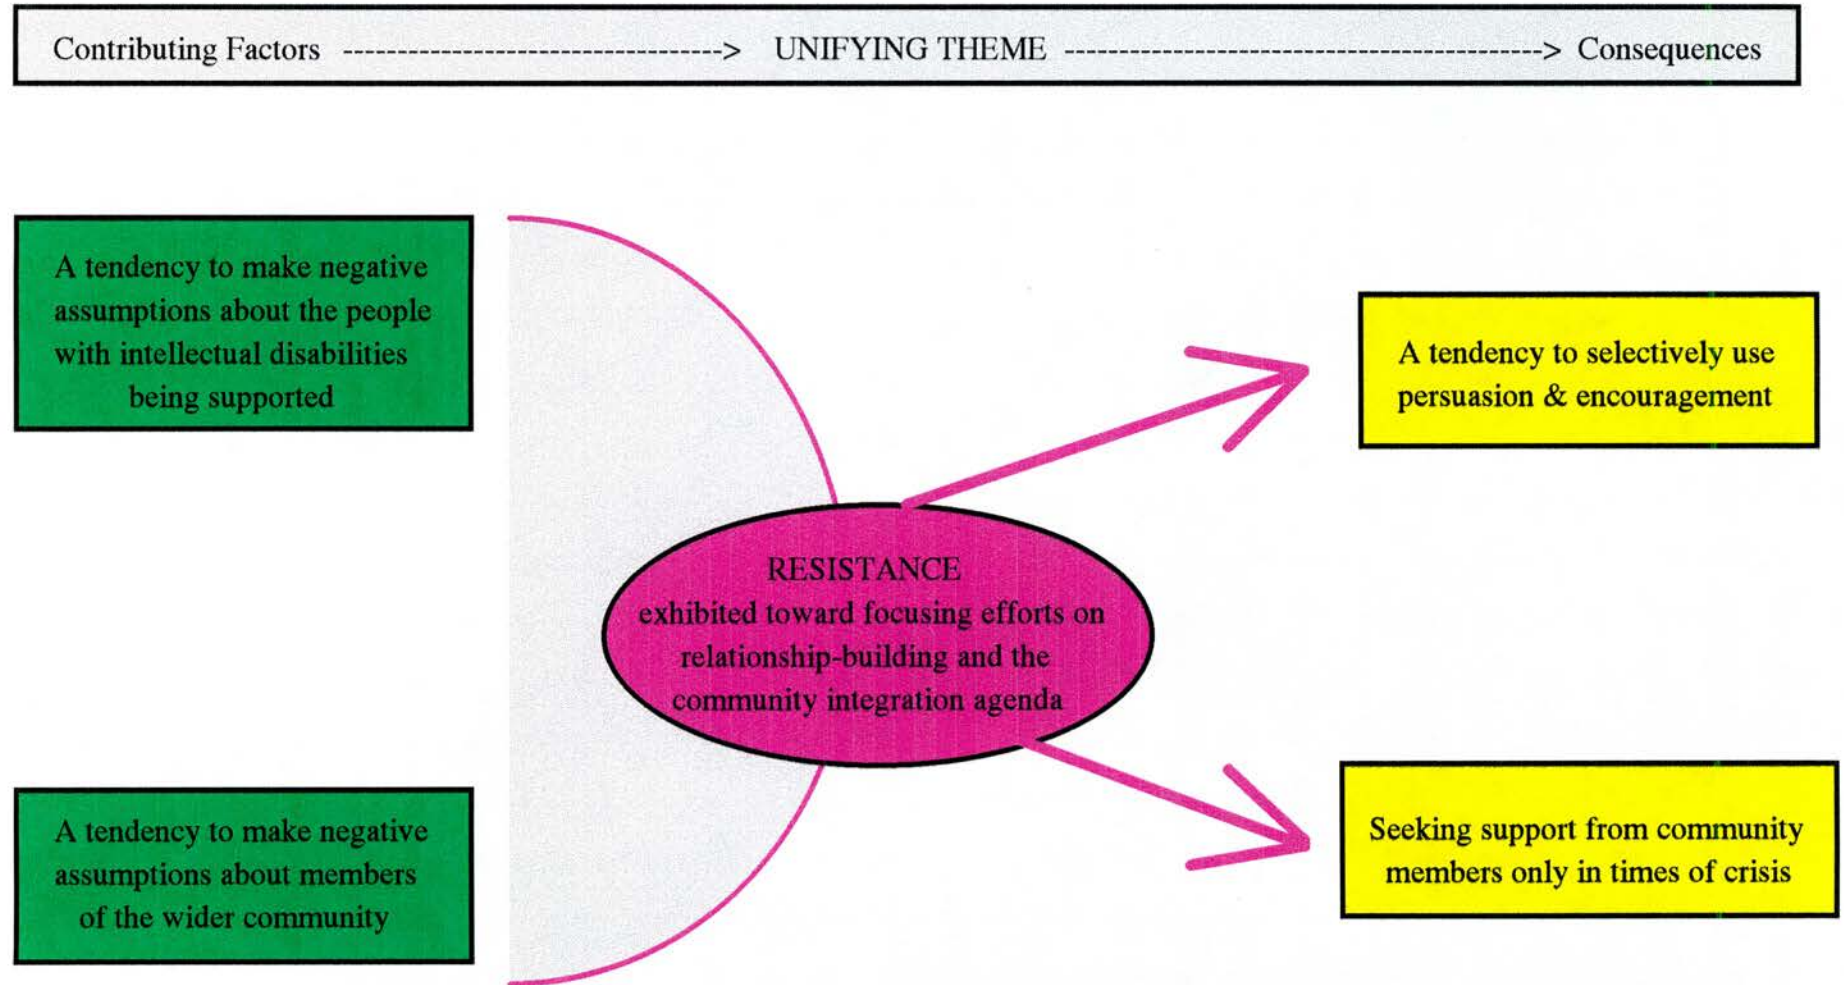 Contributing Factors --------------------------------> UNIFYING THEME ----------------------------------------> Consequences
A tendency to make negative
assumptions about the people
with intellectual disabilities
being supported
A tendency to selectively use
persuasion & encouragement
RESISTANCE
exhibited toward focusing efforts on
relationship-building and the
community integration agenda
A tendency to make negative
assumptions about members
of the wider community
Seeking support from community
members only in times of crisis